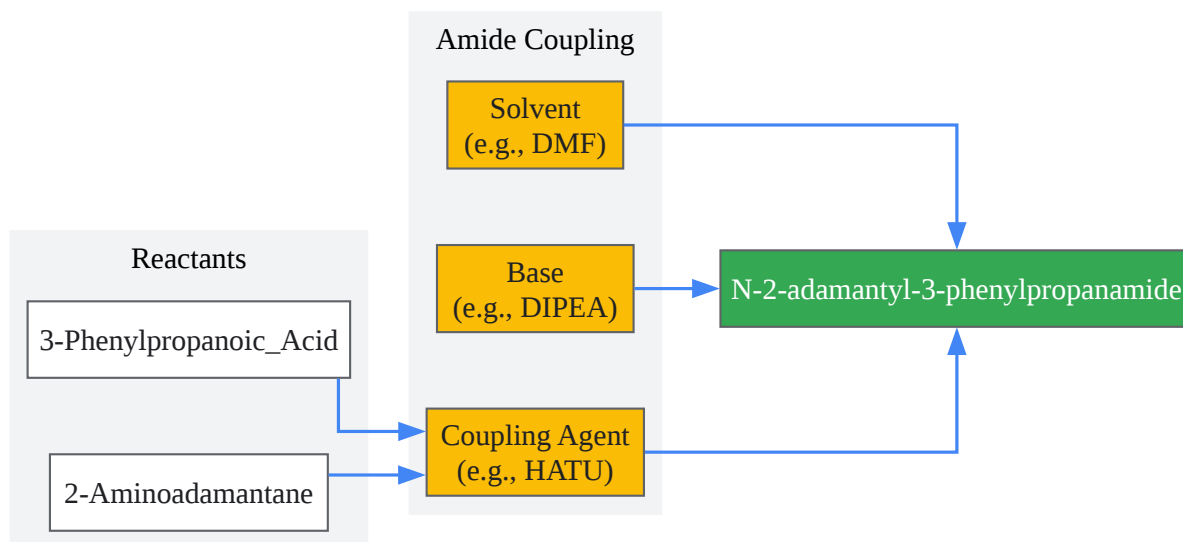 Amide Coupling
Solvent
(e.g., DMF)
Reactants
Base
(e.g., DIPEA)
N-2-adamantyl-3-phenylpropanamide
3-Phenylpropanoic_Acid
Coupling Agent
(e.g., HATU)
2-Aminoadamantane